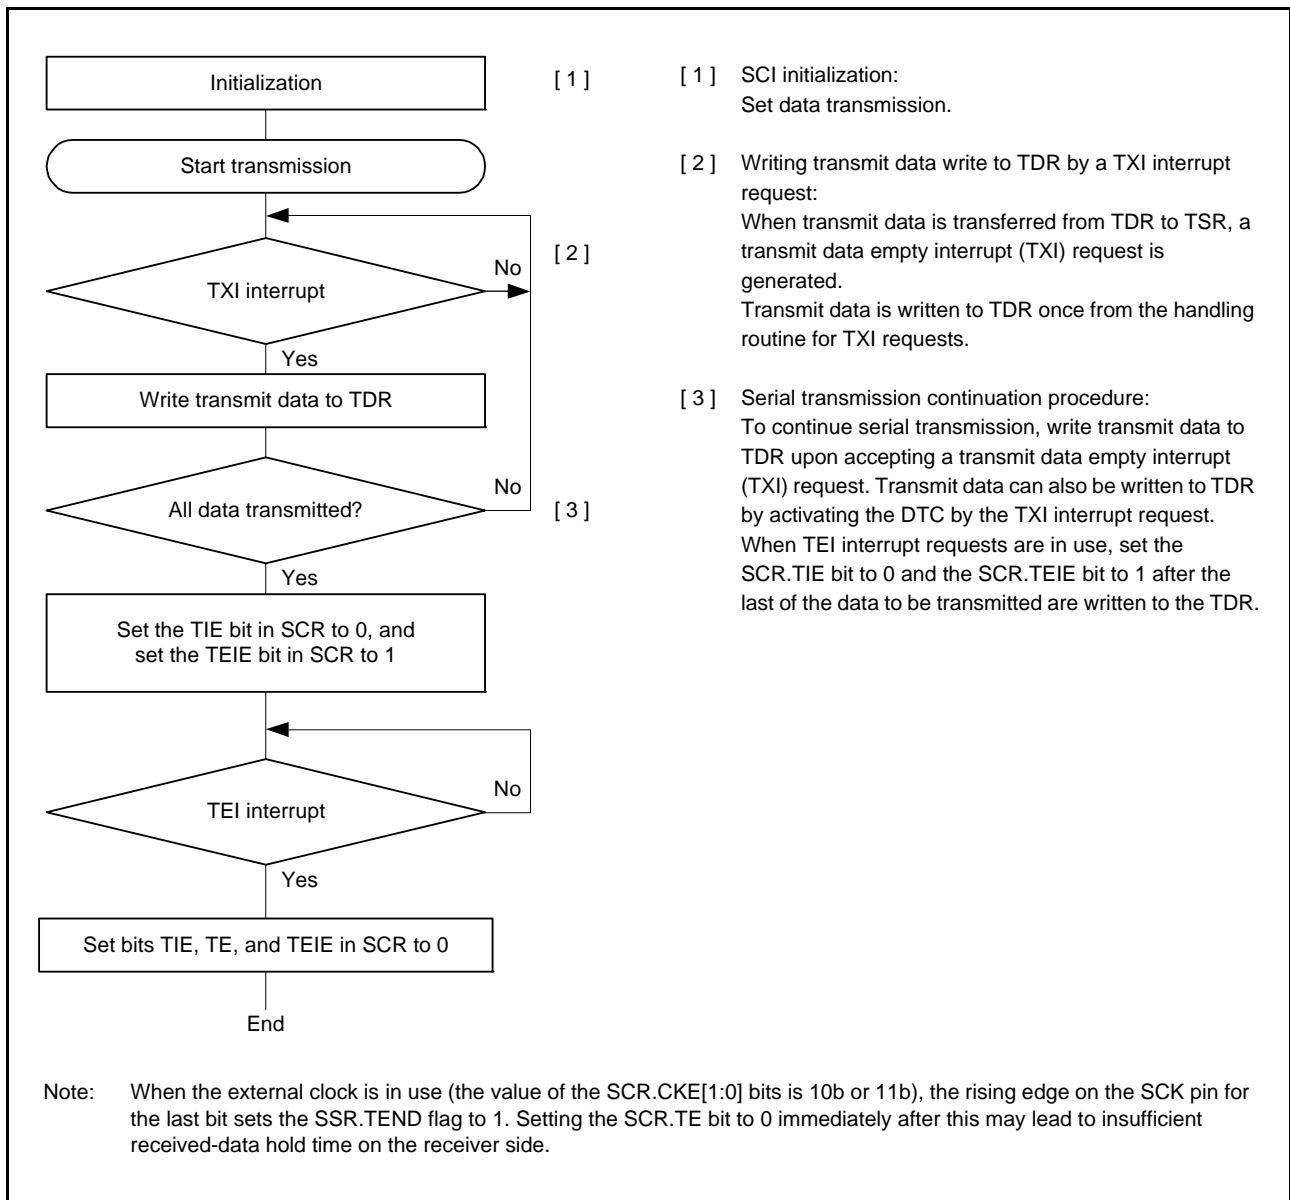 Initialization
[ 1 ]
Start transmission
[ 2 ]
TXI interrupt
No
Yes
Write transmit data to TDR
All data transmitted?
No
[ 3 ]
Yes
Set the TIE bit in SCR to 0, and
set the TEIE bit in SCR to 1
TEI interrupt
No
Yes
Set bits TIE, TE, and TEIE in SCR to 0
End
[ 1 ] SCI initialization:
Set data transmission.
[ 2 ] Writing transmit data write to TDR by a TXI interrupt
request:
When transmit data is transferred from TDR to TSR, a
transmit data empty interrupt (TXI) request is
generated.
Transmit data is written to TDR once from the handling
routine for TXI requests.
[ 3 ] Serial transmission continuation procedure:
To continue serial transmission, write transmit data to
TDR upon accepting a transmit data empty interrupt
(TXI) request. Transmit data can also be written to TDR
by activating the DTC by the TXI interrupt request.
When TEI interrupt requests are in use, set the
SCR.TIE bit to 0 and the SCR.TEIE bit to 1 after the
last of the data to be transmitted are written to the TDR.
Note: When the external clock is in use (the value of the SCR.CKE[1:0] bits is 10b or 11b), the rising edge on the SCK pin for
the last bit sets the SSR.TEND flag to 1. Setting the SCR.TE bit to 0 immediately after this may lead to insufficient
received-data hold time on the receiver side.